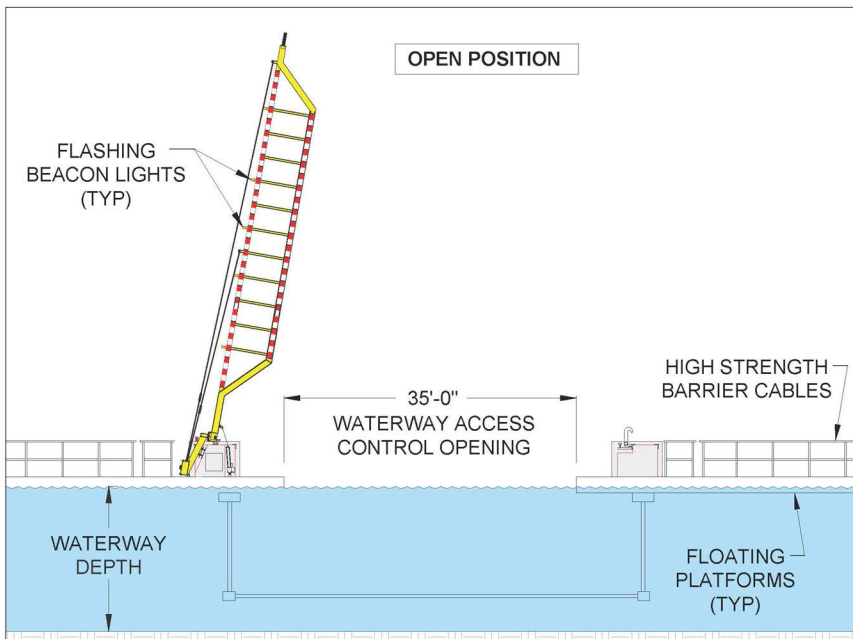 OPEN POSITION
FLASHING
BEACON LIGHTS
(TYP)
HIGH STRENGTH
BARRIER CABLES
35'-0"
WATERWAY ACCESS
CONTROL OPENING
WATERWAY
DEPTH
FLOATING
PLATFORMS
(TYP)